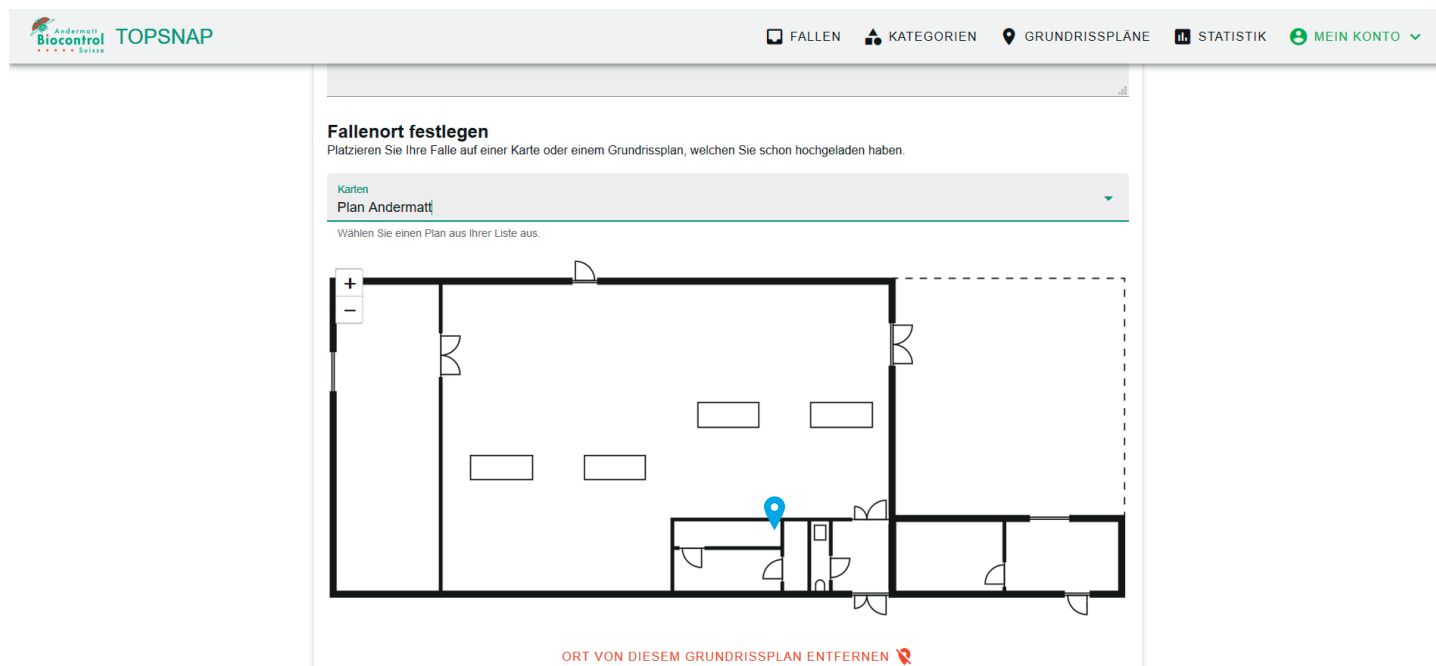 Andermatt
Biocontrol
Suisse
TOPSNAP
FALLEN
KATEGORIEN
GRUNDRISSPLÄNE
STATISTIK
MEIN KONTO
Fallenort festlegen
Platzieren Sie Ihre Falle auf einer Karte oder einem Grundrissplan, welchen Sie schon hochgeladen haben.
Karten
Plan Andermatt
Wählen Sie einen Plan aus Ihrer Liste aus.
+
−
ORT VON DIESEM GRUNDRISSPLAN ENTFERNEN